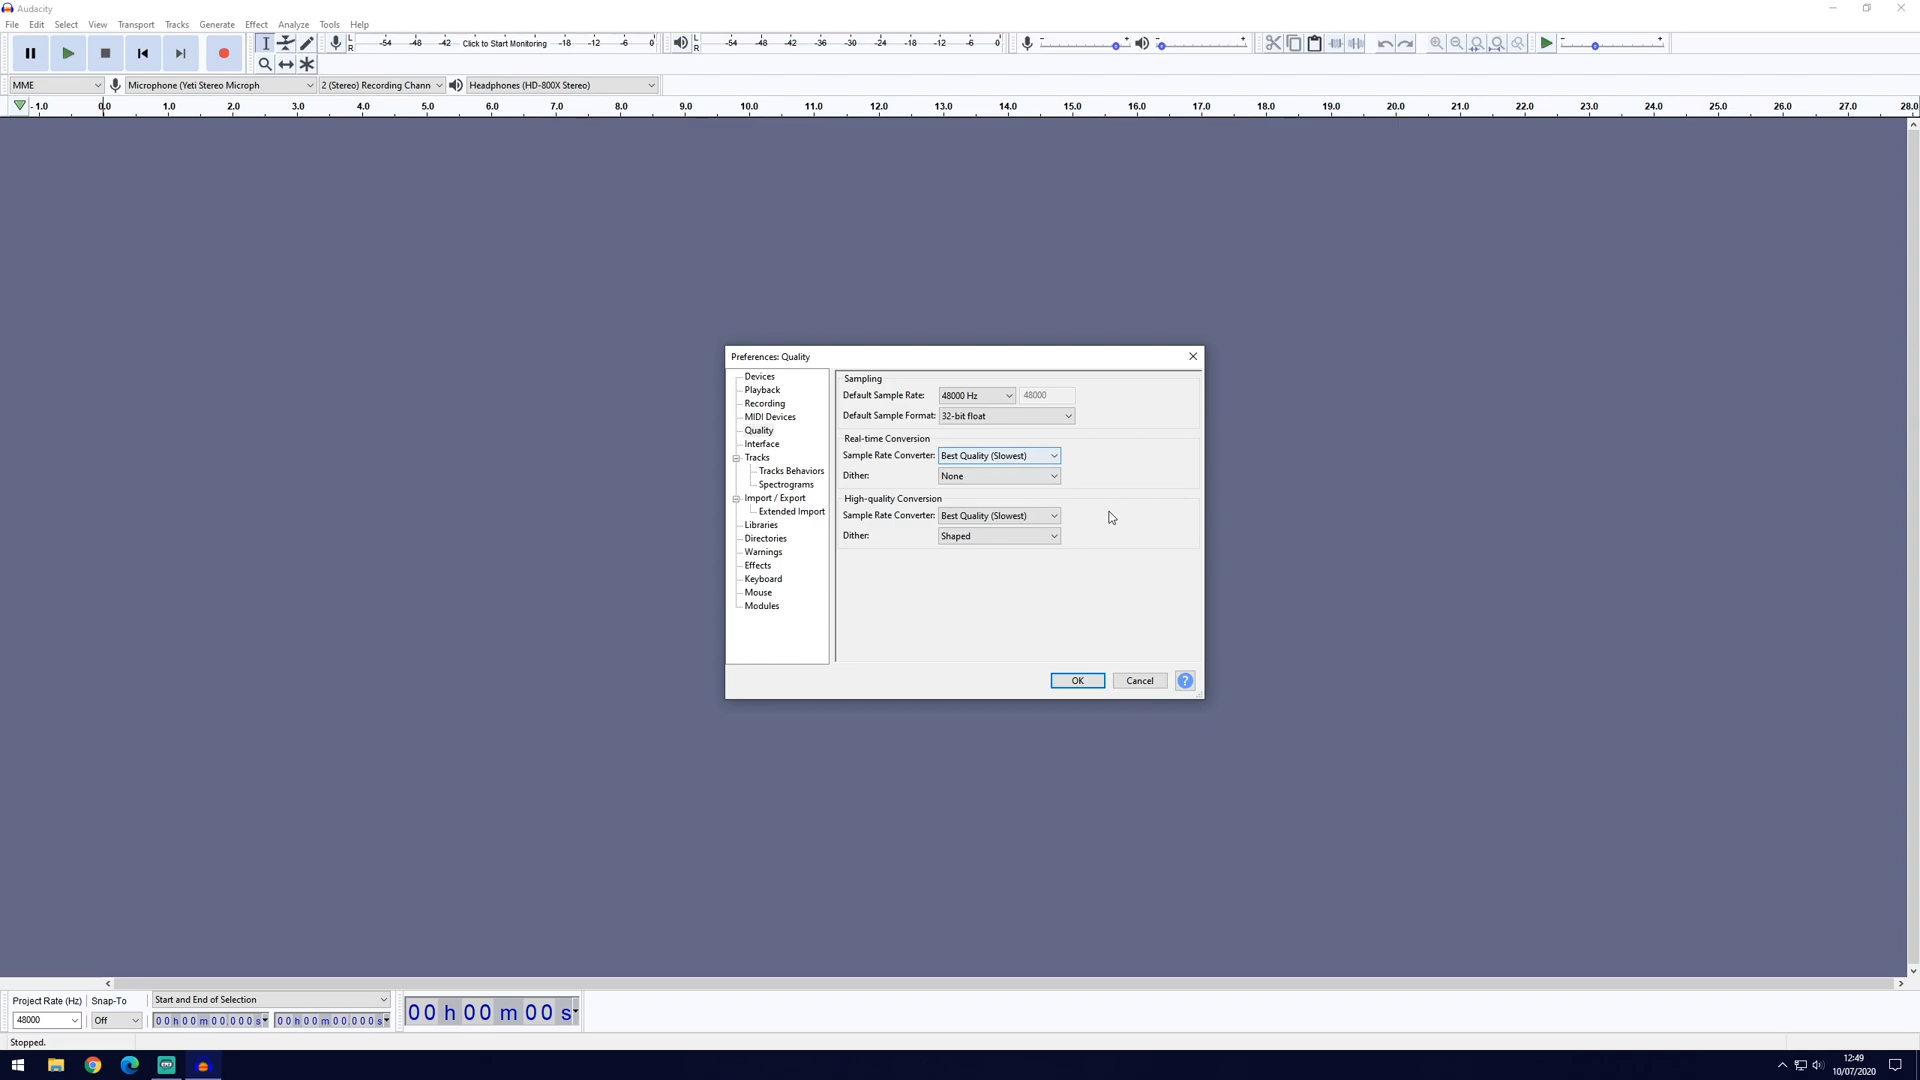 Audacity
File Edit Select View Transport Tracks Generate Effect Analyze Tools Help
L R -54 -48 -42 Click to Start Monitoring -18 -12 -6 0 L R -54 -48 -42 -36 -30 -24 -18 -12 -6 0 - + - + - +
MME Microphone (Yeti Stereo Microph 2 (Stereo) Recording Chann Headphones (HD-800X Stereo)
- 1.0 0.0 1.0 2.0 3.0 4.0 5.0 6.0 7.0 8.0 9.0 10.0 11.0 12.0 13.0 14.0 15.0 16.0 17.0 18.0 19.0 20.0 21.0 22.0 23.0 24.0 25.0 26.0 27.0 28.0
Preferences: Quality
Devices
Playback
Recording
MIDI Devices
Quality
Interface
Tracks
Tracks Behaviors
Spectrograms
Import / Export
Extended Import
Libraries
Directories
Warnings
Effects
Keyboard
Mouse
Modules
Sampling
Default Sample Rate: 48000 Hz 48000
Default Sample Format: 32-bit float
Real-time Conversion
Sample Rate Converter: Best Quality (Slowest)
Dither: None
High-quality Conversion
Sample Rate Converter: Best Quality (Slowest)
Dither: Shaped
OK Cancel ?
Project Rate (Hz) Snap-To Start and End of Selection
48000 Off 00 h 00 m 00.000 s 00 h 00 m 00.000 s 00 h 00 m 00 s
Stopped.
12:49
10/07/2020